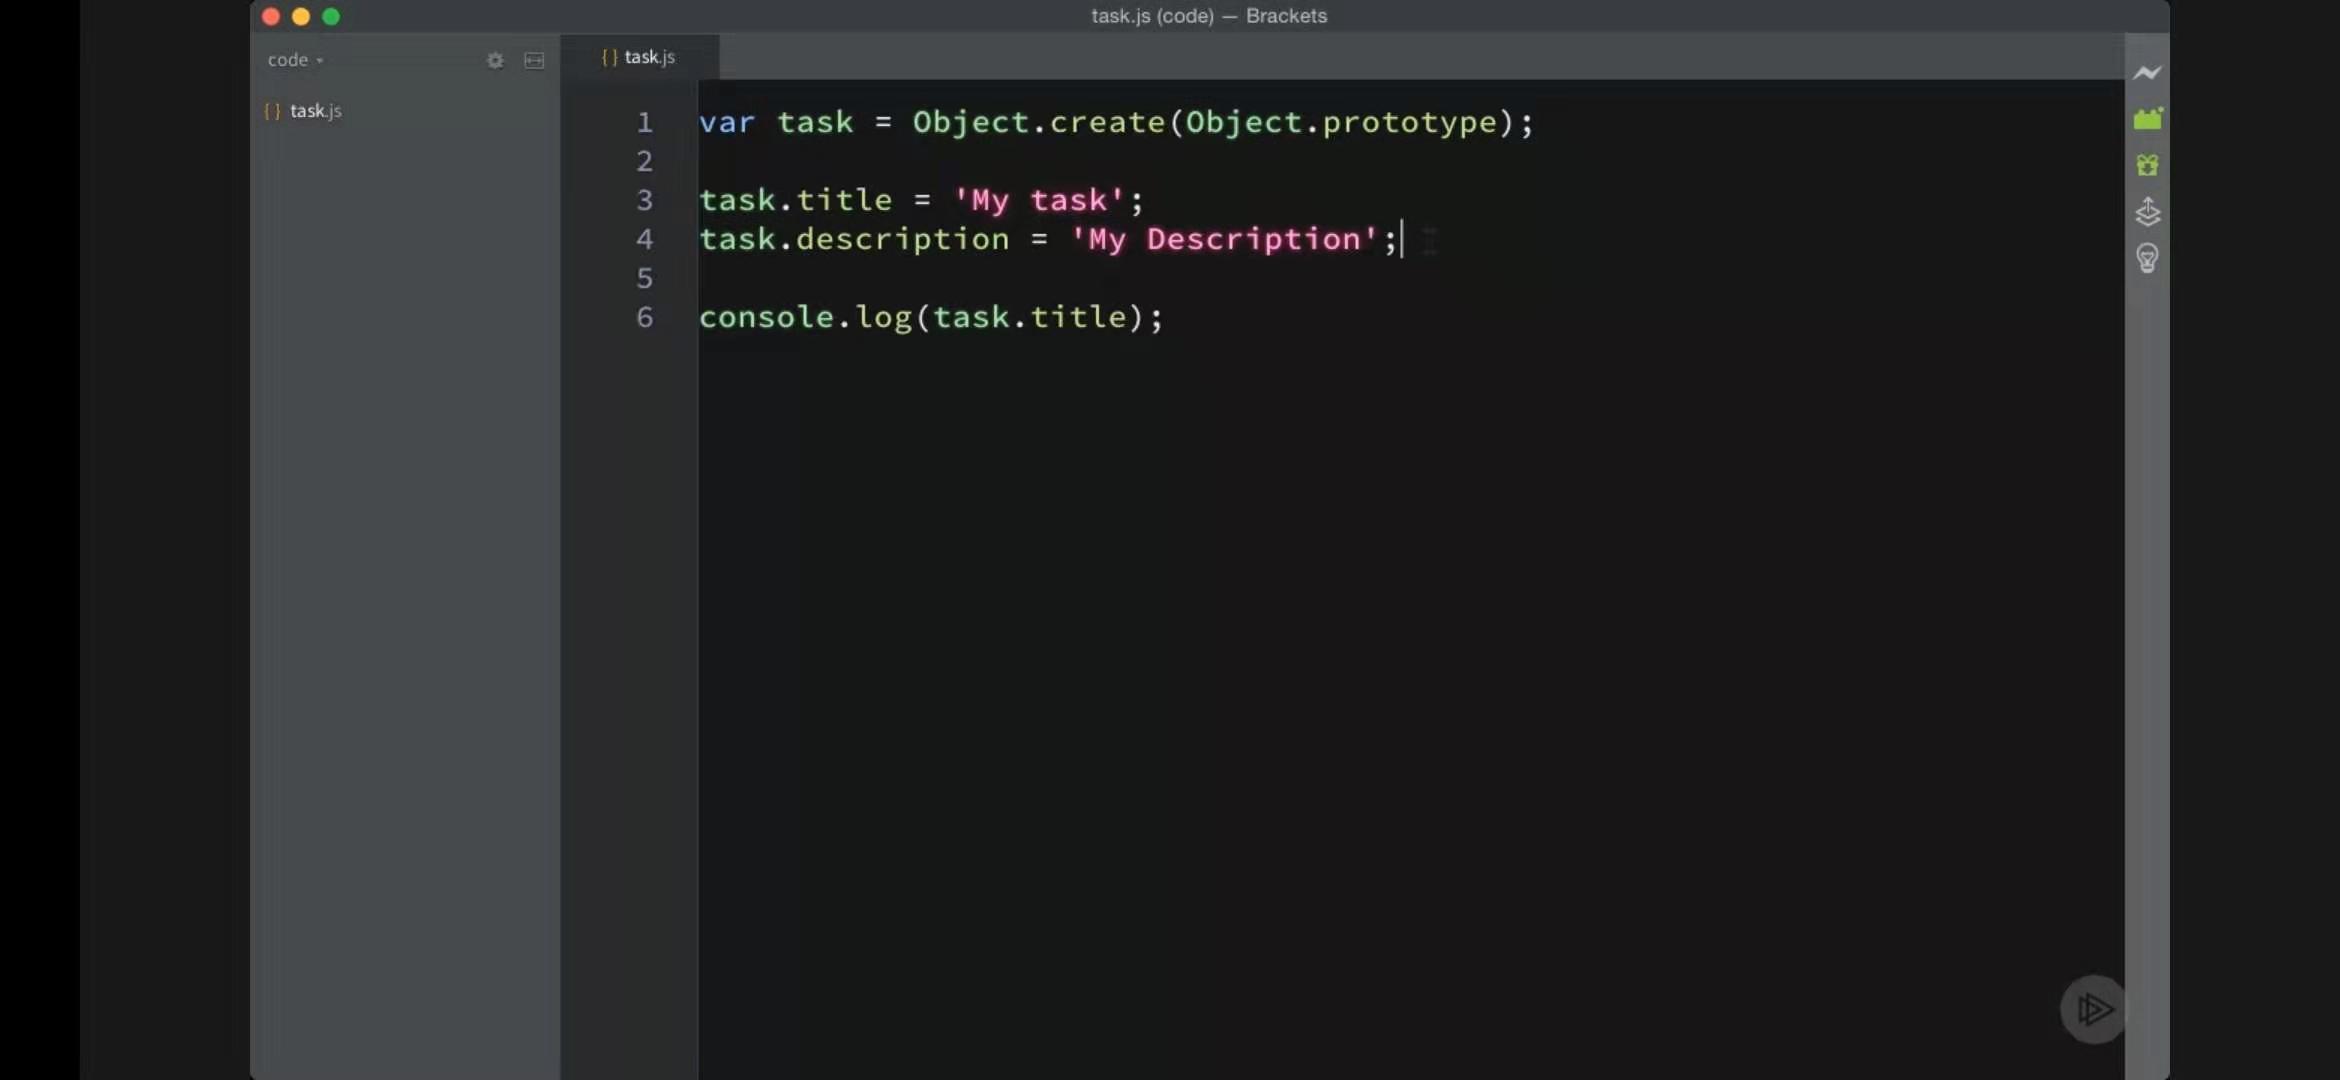 task.js (code) — Brackets
code
{ } task.js
{ } task.js
1 var task = Object.create(Object.prototype);
2
3 task.title = 'My task';
4 task.description = 'My Description';
5
6 console.log(task.title);